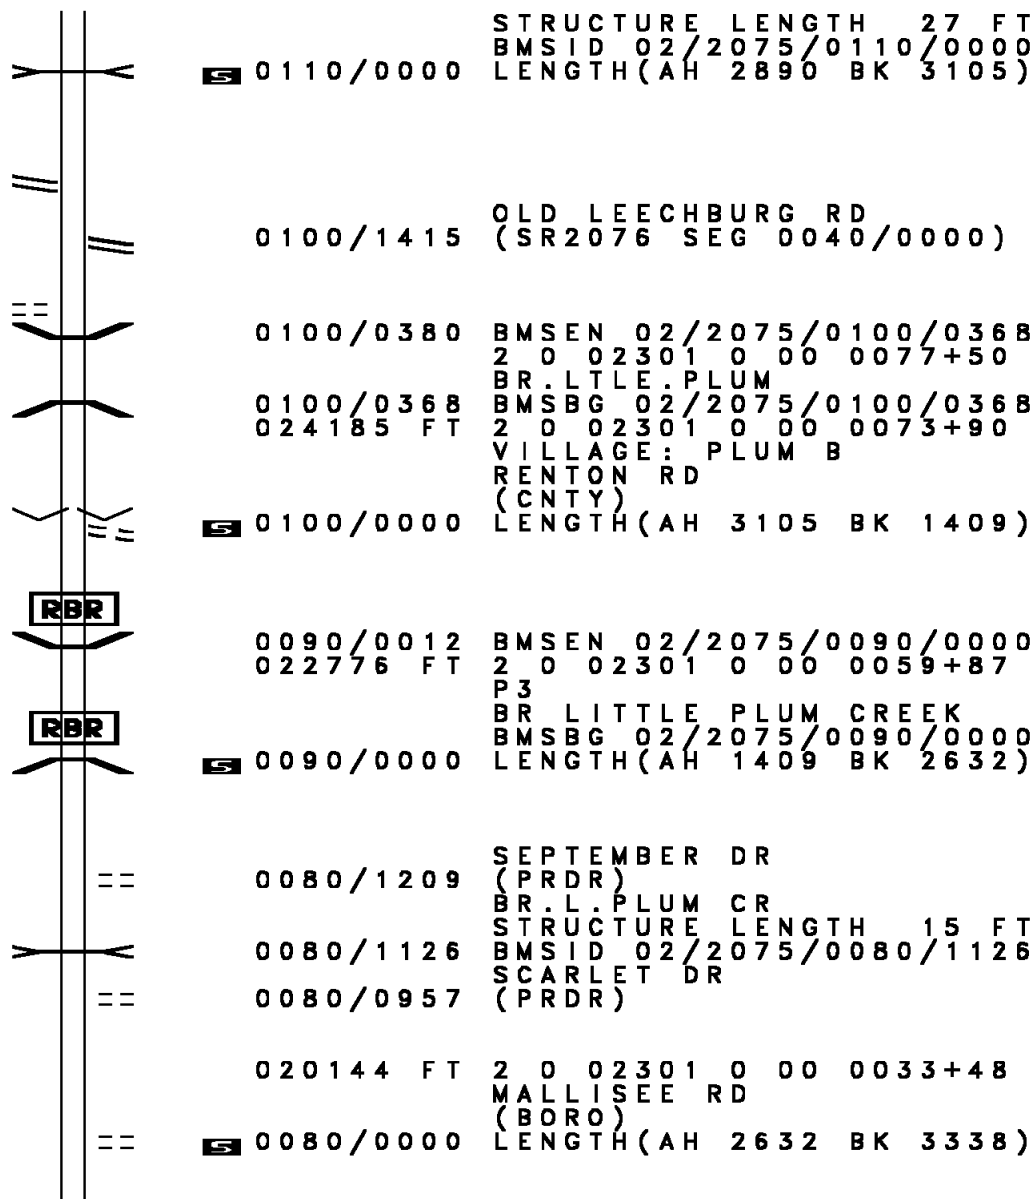 STRUCTURE LENGTH 27 FT
BMSID 02/2075/0110/0000
S 0110/0000 LENGTH(AH 2890 BK 3105)
OLD LEECHBURG RD
0100/1415 (SR2076 SEG 0040/0000)
0100/0380 BMSEN 02/2075/0100/0368
2 0 02301 0 00 0077+50
BR.LTLE.PLUM
0100/0368 BMSBG 02/2075/0100/0368
024185 FT 2 0 02301 0 00 0073+90
VILLAGE: PLUM B
RENTON RD
(CNTY)
S 0100/0000 LENGTH(AH 3105 BK 1409)
RBR
0090/0012 BMSEN 02/2075/0090/0000
022776 FT 2 0 02301 0 00 0059+87
P3
BR LITTLE PLUM CREEK
RBR
BMSBG 02/2075/0090/0000
S 0090/0000 LENGTH(AH 1409 BK 2632)
SEPTEMBER DR
0080/1209 (PRDR)
BR.L.PLUM CR
STRUCTURE LENGTH 15 FT
0080/1126 BMSID 02/2075/0080/1126
SCARLET DR
0080/0957 (PRDR)
020144 FT 2 0 02301 0 00 0033+48
MALLISEE RD
(BORO)
S 0080/0000 LENGTH(AH 2632 BK 3338)